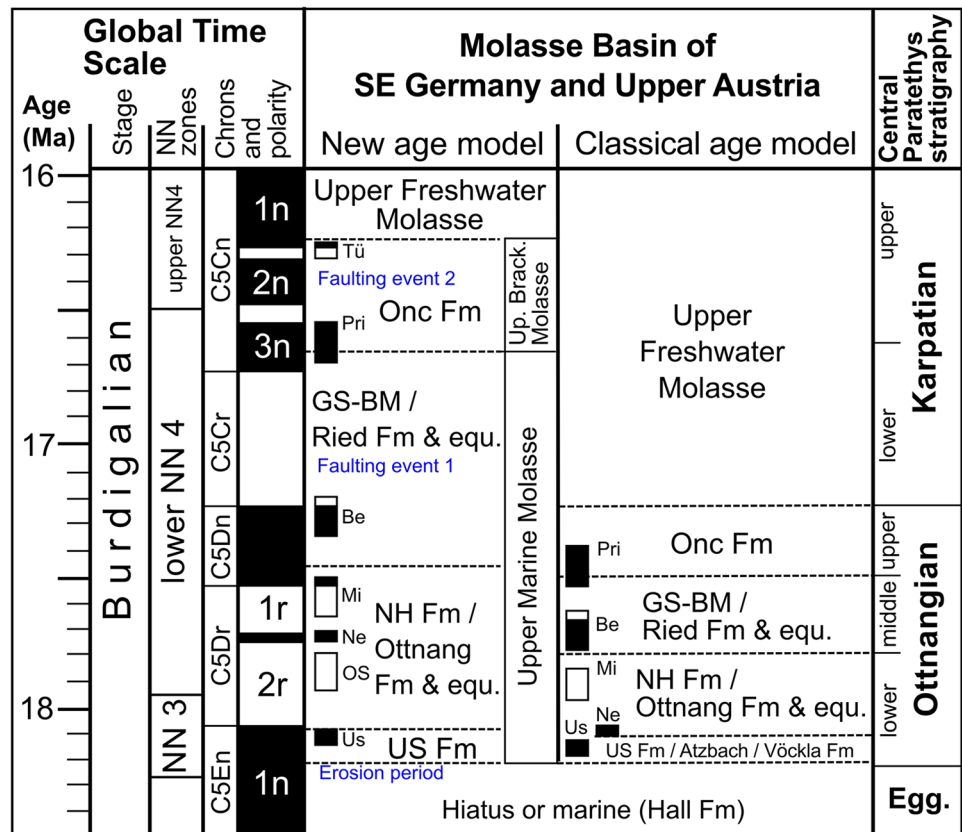 Global Time
Scale
Molasse Basin of
SE Germany and Upper Austria
Central
Paratethys
stratigraphy
Age
(Ma)
Stage
NN
zones
Chrons
and
polarity
New age model
Classical age model
16
17
18
Burdigalian
upper NN4
lower NN 4
NN 3
C5Cn
C5Cr
C5Dn
C5Dr
C5En
1n
2n
3n
1r
2r
1n
Upper Freshwater
Molasse
Tü
Faulting event 2
Onc Fm
Pri
GS-BM /
Ried Fm & equ.
Faulting event 1
Be
Mi
NH Fm /
Ne
Ottnang
OS
Fm & equ.
Us
US Fm
Erosion period
Up. Brack.
Molasse
Upper Marine Molasse
Upper
Freshwater
Molasse
Pri
Onc Fm
GS-BM /
Be
Ried Fm & equ.
Mi
NH Fm /
Us
Ne
Ottnang Fm & equ.
US Fm / Atzbach / Vöckla Fm
Hiatus or marine (Hall Fm)
upper
lower
Karpatian
upper
middle
lower
Ottnangian
Egg.